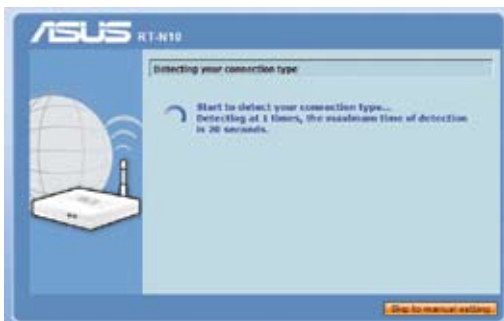 ASUS RT-N10
Detecting your connection type
Start to detect your connection type...
Detecting at 1 times, the maximum time of detection
is 20 seconds.
Skip to manual setting